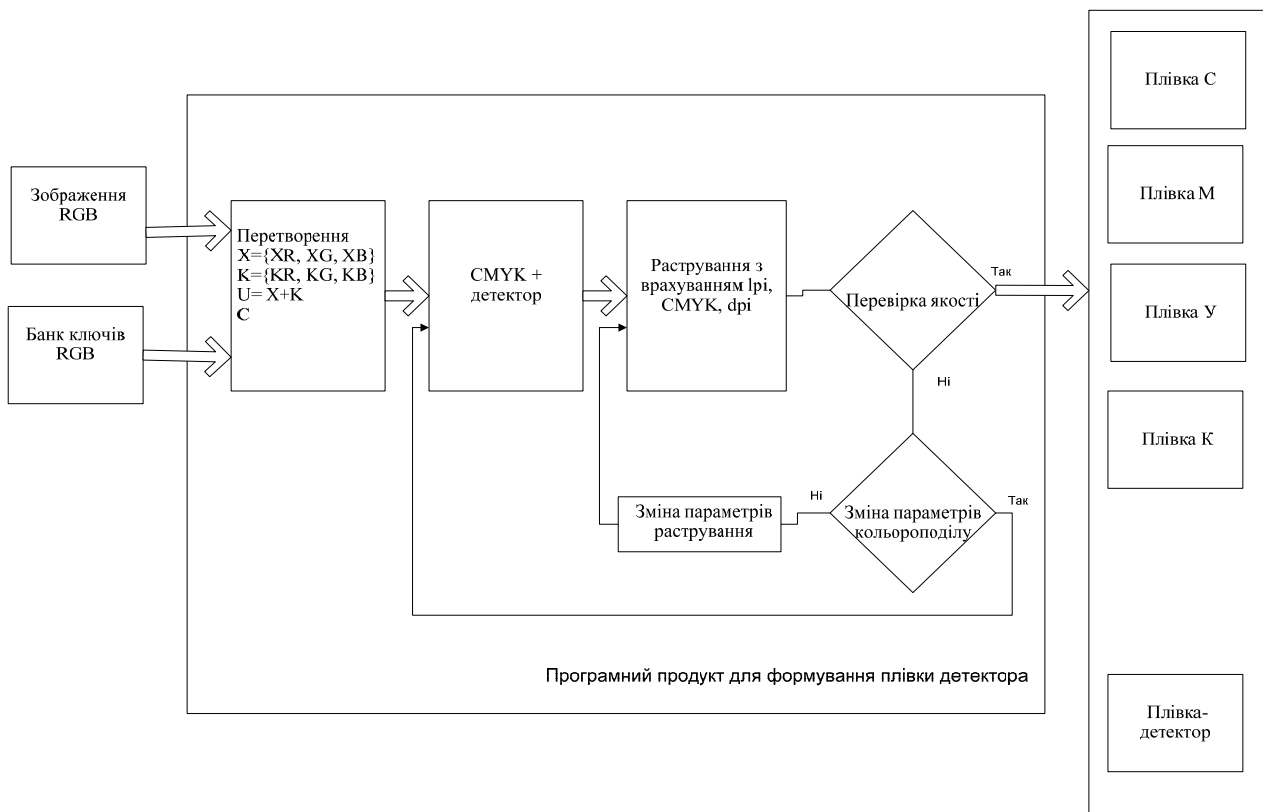 Зображення
RGB
Банк ключів
RGB
Перетворення
X={XR, XG, XB}
K={KR, KG, KB}
U= X+K
C
CMYK +
детектор
Растрування з
врахуванням lpi,
CMYK, dpi
Перевірка якості
Так
Ні
Зміна параметрів
кольороподілу
Ні
Так
Зміна параметрів
растрування
Програмний продукт для формування плівки детектора
Плівка С
Плівка М
Плівка У
Плівка К
Плівка-
детектор